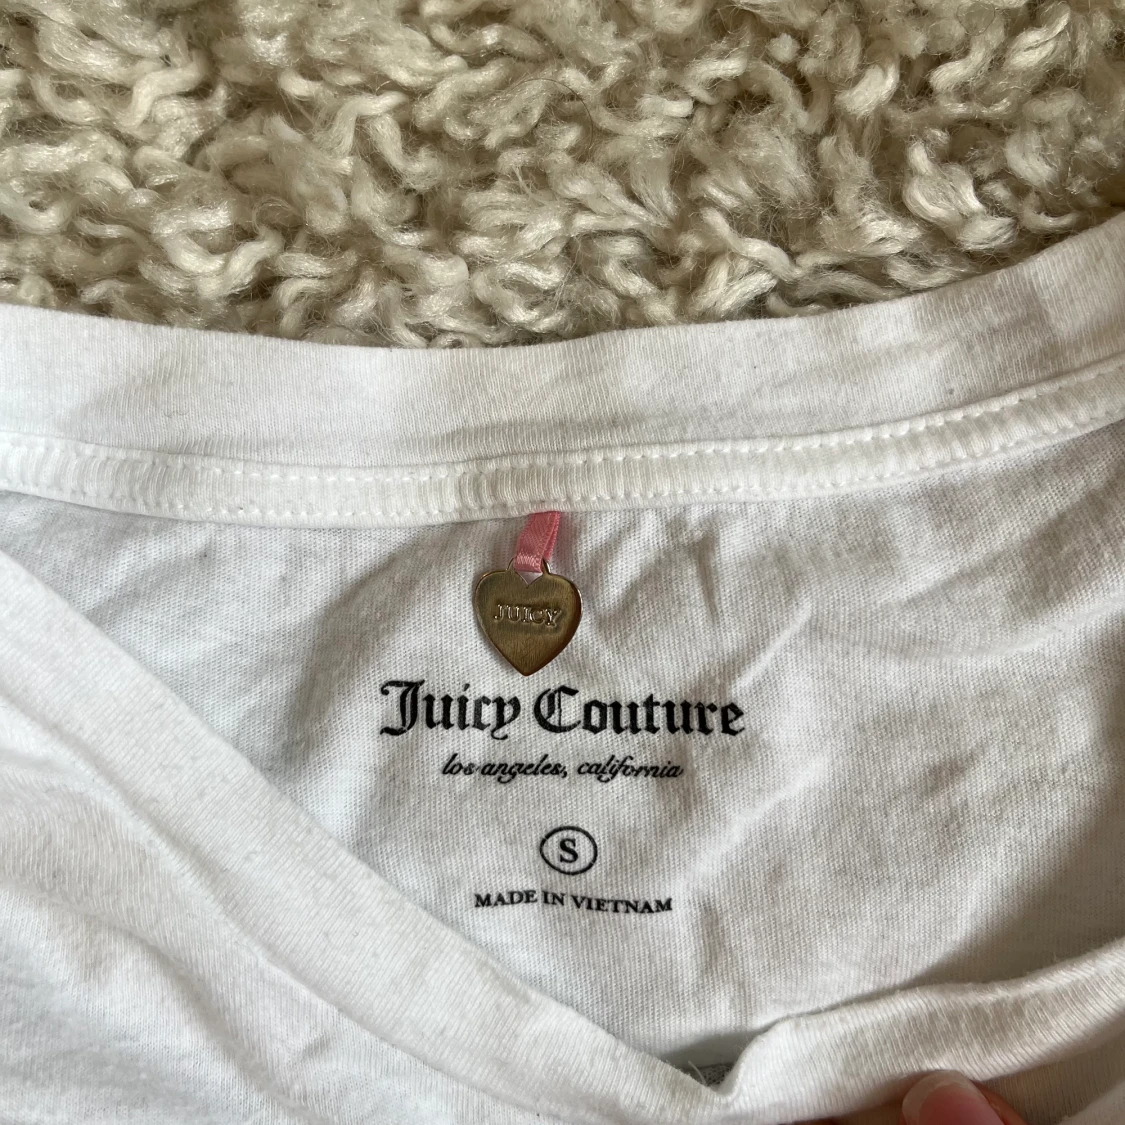 JUICY
Juicy Couture
los angeles, california
S
MADE IN VIETNAM